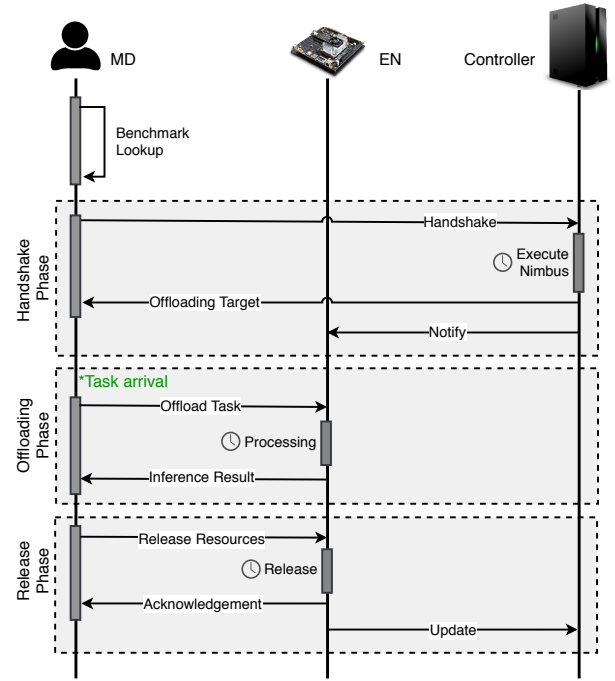 MD
EN
Controller
Benchmark
Lookup
Handshake
Phase
Handshake
Execute
Nimbus
Offloading Target
Notify
Offloading
Phase
*Task arrival
Offload Task
Processing
Inference Result
Release
Phase
Release Resources
Release
Acknowledgement
Update